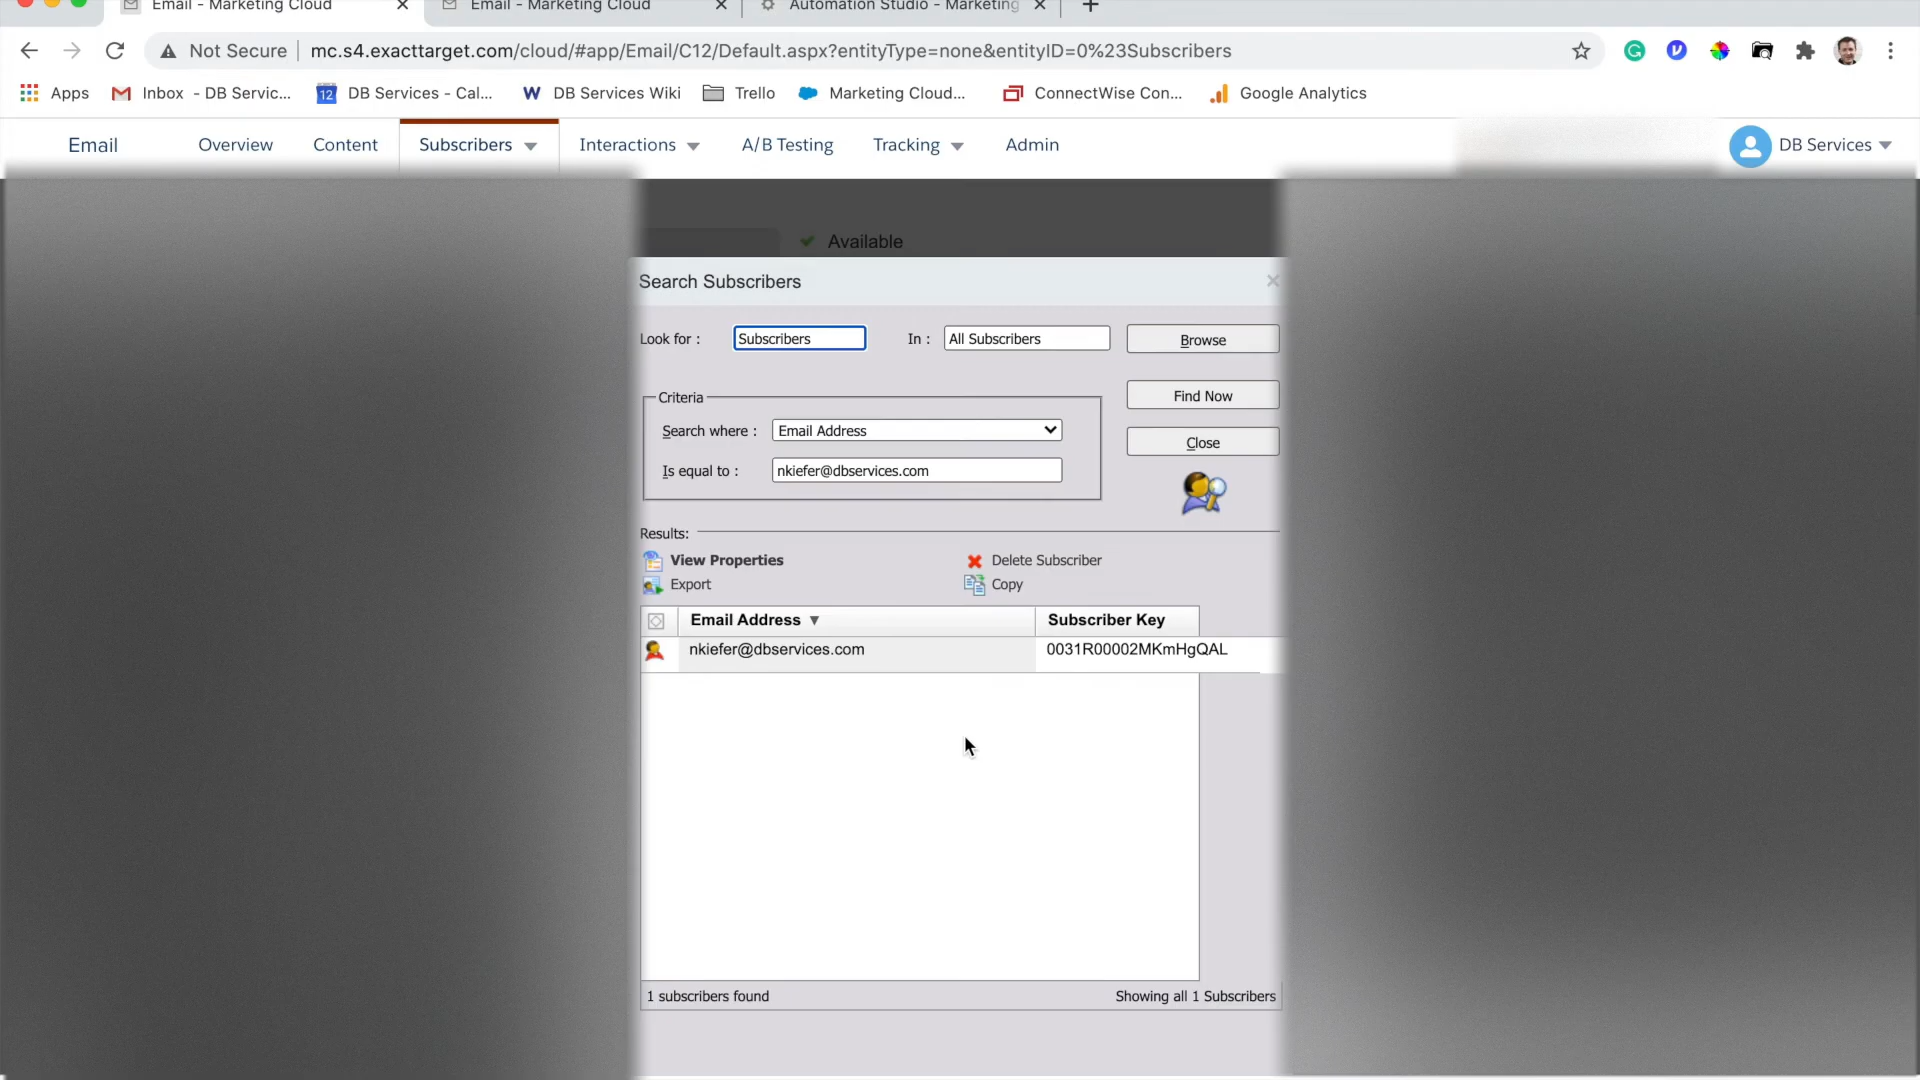 Email - Marketing Cloud
Email - Marketing Cloud
Automation Studio - Marketing
Not Secure
mc.s4.exacttarget.com/cloud/#app/Email/C12/Default.aspx?entityType=none&entityID=0%23Subscribers
Apps
Inbox - DB Servic...
12
DB Services - Cal...
W
DB Services Wiki
Trello
Marketing Cloud...
ConnectWise Con...
Google Analytics
Email
Overview
Content
Subscribers
Interactions
A/B Testing
Tracking
Admin
DB Services
Available
Search Subscribers
Look for :
Subscribers
In :
All Subscribers
Browse
Criteria
Find Now
Search where :
Email Address
Close
Is equal to :
nkiefer@dbservices.com
Results:
View Properties
Delete Subscriber
Export
Copy
Email Address
Subscriber Key
nkiefer@dbservices.com
0031R00002MKmHgQAL
1 subscribers found
Showing all 1 Subscribers